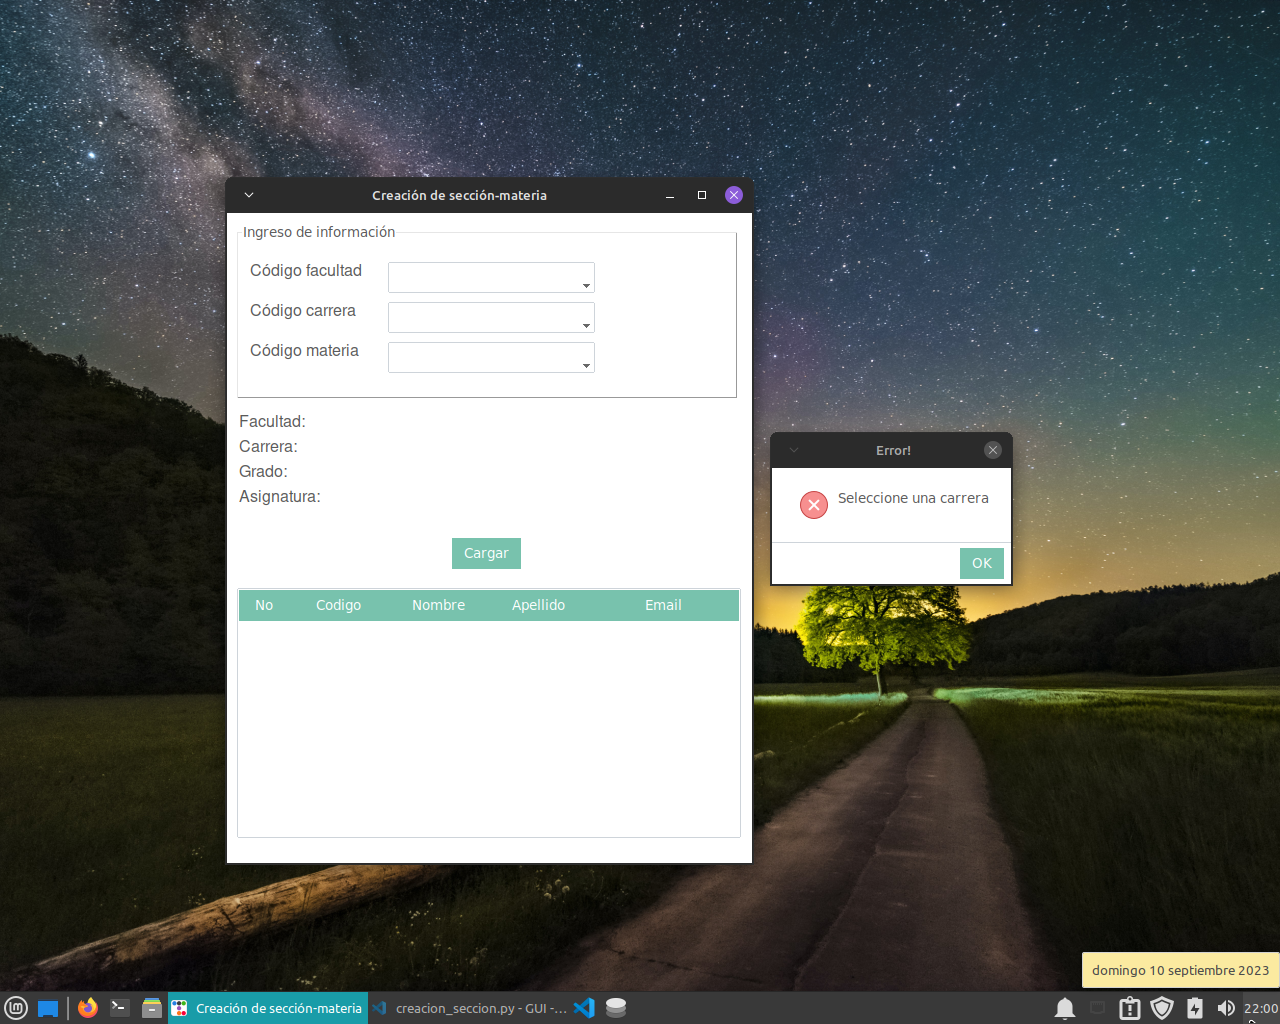 Creación de sección-materia
Ingreso de información
Código facultad
Código carrera
Código materia
Facultad:
Carrera:
Grado:
Asignatura:
Cargar
No Codigo Nombre Apellido Email
Error!
Seleccione una carrera
OK
domingo 10 septiembre 2023
Creación de sección-materia
creacion_seccion.py - GUI -...
22:00